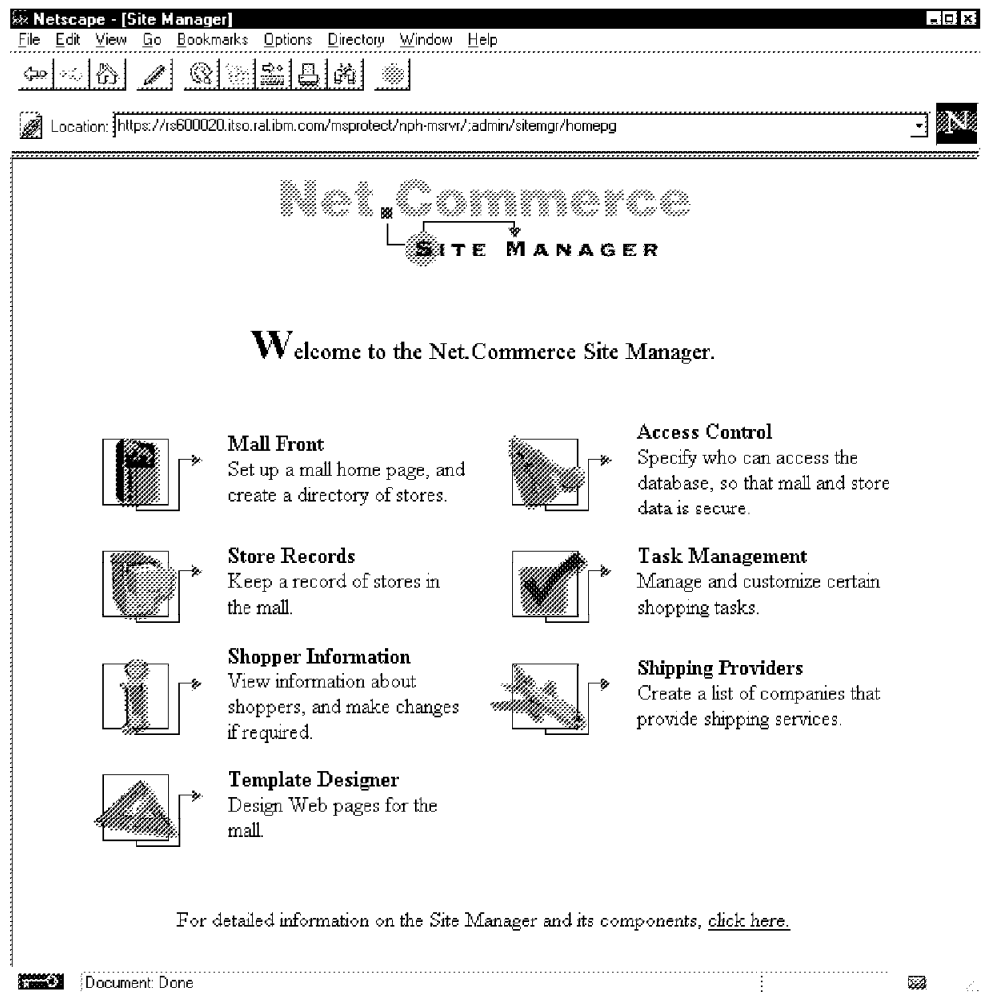 Netscape - [Site Manager]
File Edit View Go Bookmarks Options Directory Window Help
Location: https://rs600020.itso.ral.ibm.com/msprotect/nph-msrvr/;admin/sitemgr/homepg
N
Net.Commerce
SITE MANAGER
Welcome to the Net.Commerce Site Manager.
Mall Front
Set up a mall home page, and
create a directory of stores.
Access Control
Specify who can access the
database, so that mall and store
data is secure.
Store Records
Keep a record of stores in
the mall.
Task Management
Manage and customize certain
shopping tasks.
Shopper Information
View information about
shoppers, and make changes
if required.
Shipping Providers
Create a list of companies that
provide shipping services.
Template Designer
Design Web pages for the
mall.
For detailed information on the Site Manager and its components, click here.
Document: Done